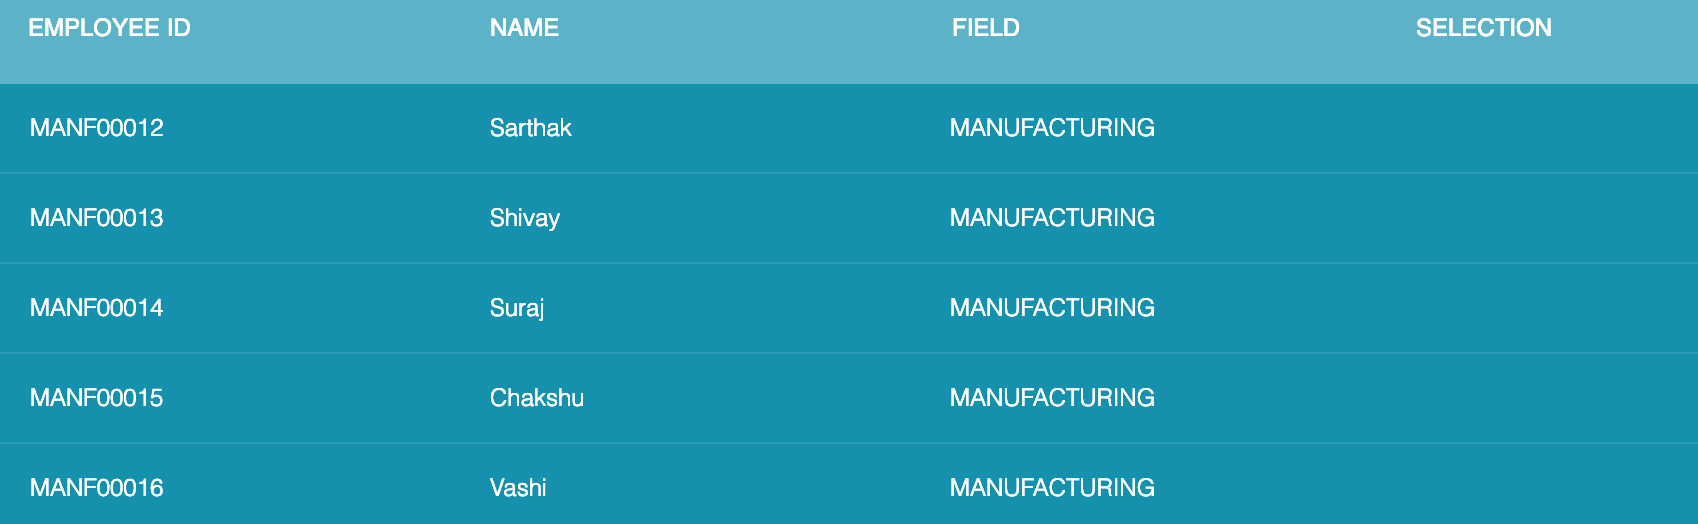 EMPLOYEE ID NAME FIELD SELECTION
MANF00012 Sarthak MANUFACTURING
MANF00013 Shivay MANUFACTURING
MANF00014 Suraj MANUFACTURING
MANF00015 Chakshu MANUFACTURING
MANF00016 Vashi MANUFACTURING